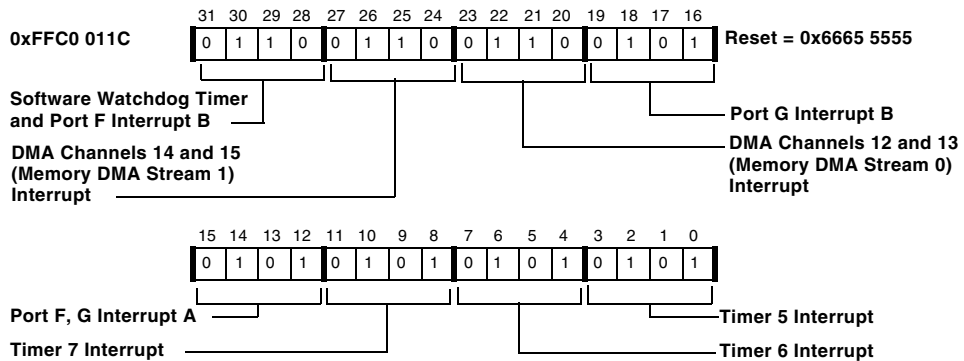 31 30 29 28 27 26 25 24 23 22 21 20 19 18 17 16
0xFFC0 011C 0 1 1 0 0 1 1 0 0 1 1 0 0 1 0 1 Reset = 0x6665 5555
Software Watchdog Timer
and Port F Interrupt B
Port G Interrupt B
DMA Channels 14 and 15
(Memory DMA Stream 1)
Interrupt
DMA Channels 12 and 13
(Memory DMA Stream 0)
Interrupt
15 14 13 12 11 10 9 8 7 6 5 4 3 2 1 0
0 1 0 1 0 1 0 1 0 1 0 1 0 1 0 1
Port F, G Interrupt A
Timer 5 Interrupt
Timer 7 Interrupt
Timer 6 Interrupt